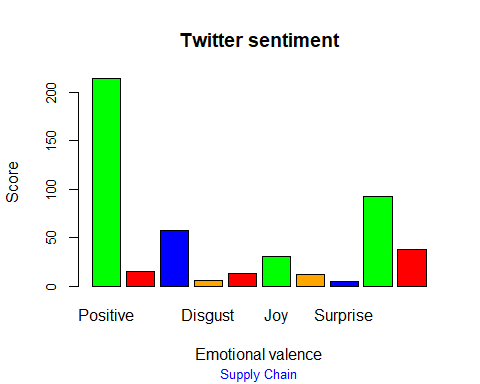 Twitter sentiment
Score
200
150
100
50
0
Positive Disgust Joy Surprise
Emotional valence
Supply Chain